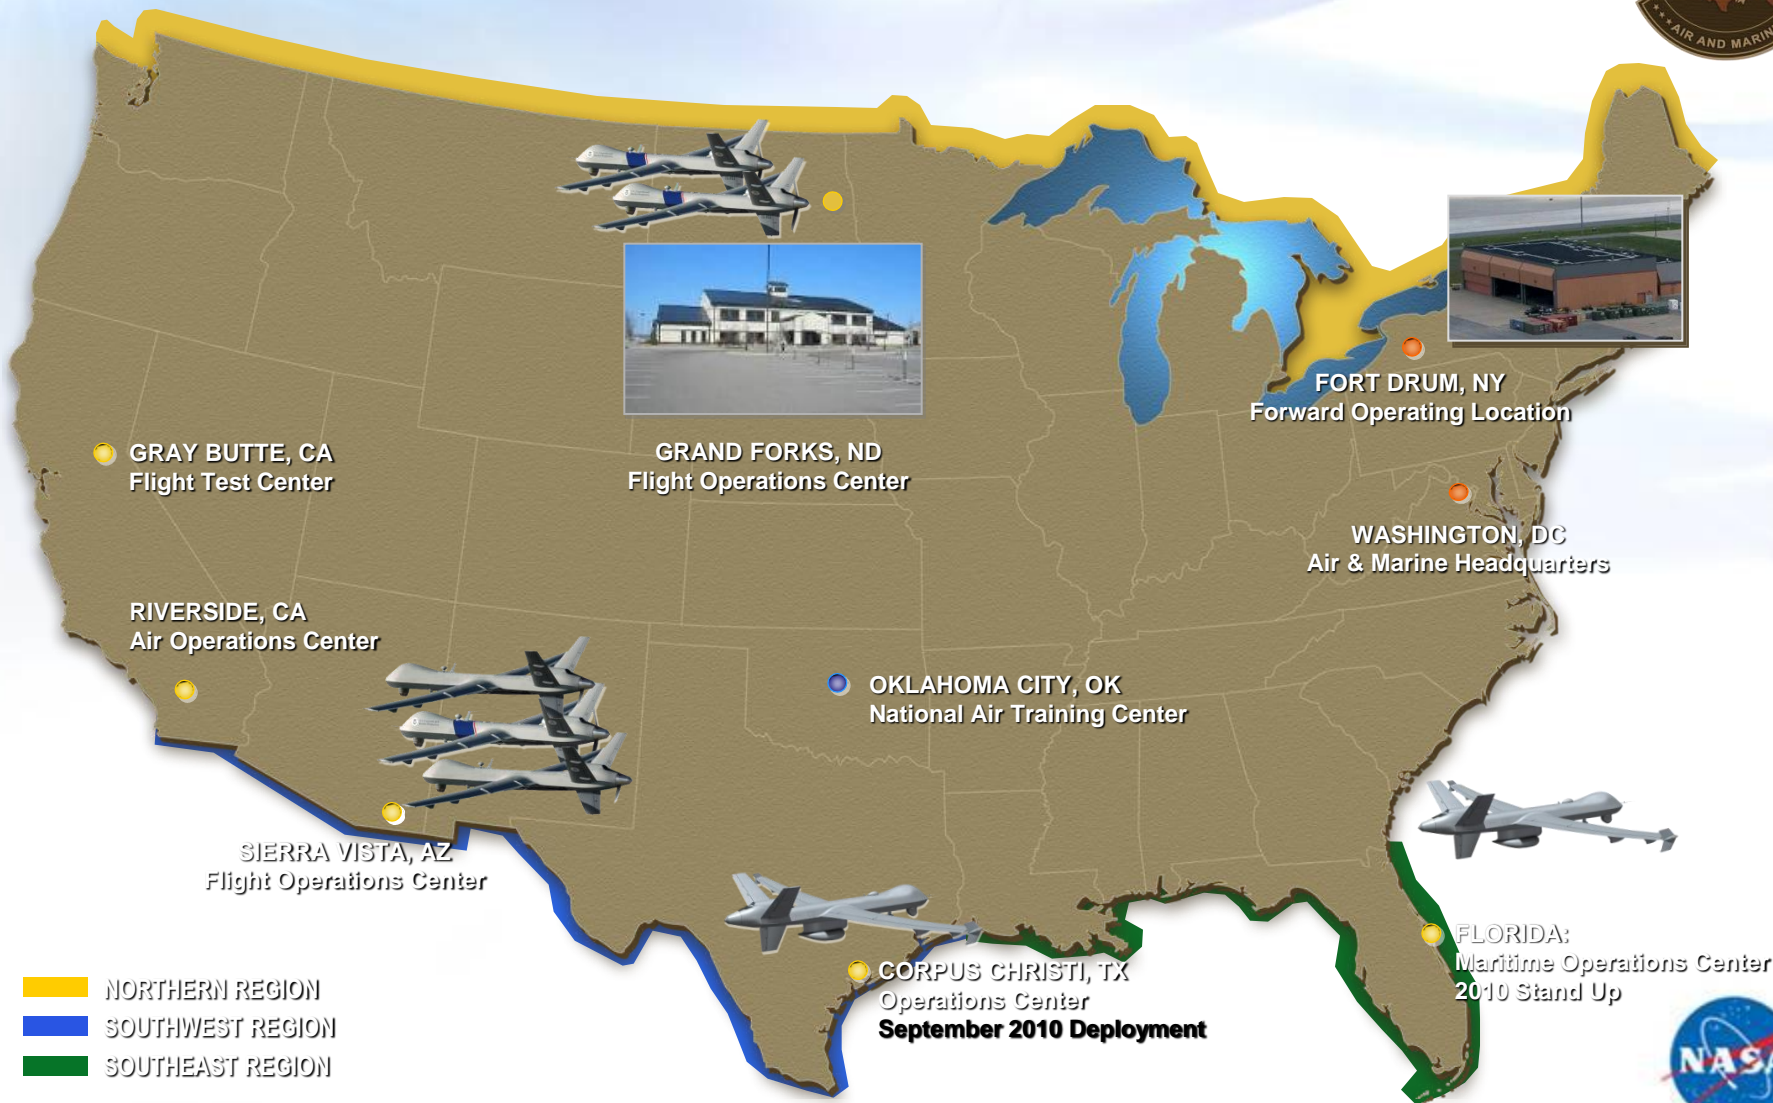 ★★★ AIR AND MARIN
FORT DRUM, NY
Forward Operating Location
GRAY BUTTE, CA
Flight Test Center
GRAND FORKS, ND
Flight Operations Center
WASHINGTON, DC
Air & Marine Headquarters
RIVERSIDE, CA
Air Operations Center
OKLAHOMA CITY, OK
National Air Training Center
SIERRA VISTA, AZ
Flight Operations Center
FLORIDA:
Maritime Operations Center
2010 Stand Up
CORPUS CHRISTI, TX
Operations Center
September 2010 Deployment
NORTHERN REGION
SOUTHWEST REGION
SOUTHEAST REGION
NASA